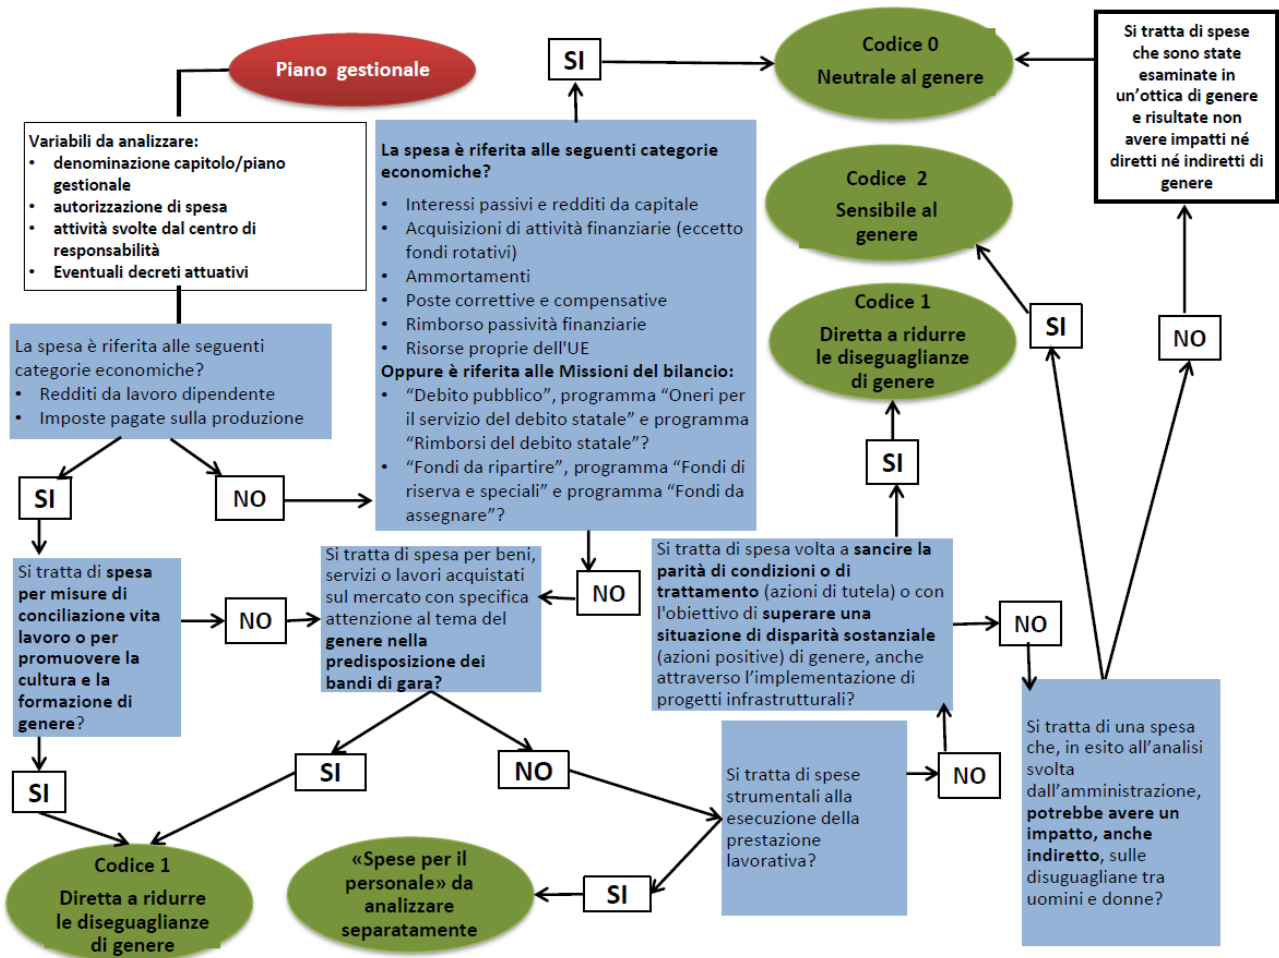 Piano gestionale
SI
Codice 0
Neutrale al genere
Si tratta di spese
che sono state
esaminate in
un'ottica di genere
e risultate non
avere impatti né
diretti né indiretti di
genere
Variabili da analizzare:
• denominazione capitolo/piano
gestionale
• autorizzazione di spesa
• attività svolte dal centro di
responsabilità
• Eventuali decreti attuativi
La spesa è riferita alle seguenti categorie
economiche?
• Interessi passivi e redditi da capitale
• Acquisizioni di attività finanziarie (eccetto
fondi rotativi)
• Ammortamenti
• Poste correttive e compensative
• Rimborso passività finanziarie
• Risorse proprie dell'UE
Oppure è riferita alle Missioni del bilancio:
• “Debito pubblico”, programma “Oneri per
il servizio del debito statale” e programma
“Rimborsi del debito statale”?
• “Fondi da ripartire”, programma “Fondi di
riserva e speciali” e programma “Fondi da
assegnare”?
Codice 2
Sensibile al
genere
Codice 1
Diretta a ridurre
le diseguaglianze
di genere
SI
NO
La spesa è riferita alle seguenti
categorie economiche?
• Redditi da lavoro dipendente
• Imposte pagate sulla produzione
SI
NO
SI
Si tratta di spesa
per misure di
conciliazione vita
lavoro o per
promuovere la
cultura e la
formazione di
genere?
NO
Si tratta di spesa per beni,
servizi o lavori acquistati
sul mercato con specifica
attenzione al tema del
genere nella
predisposizione dei
bandi di gara?
NO
Si tratta di spesa volta a sancire la
parità di condizioni o di
trattamento (azioni di tutela) o con
l'obiettivo di superare una
situazione di disparità sostanziale
(azioni positive) di genere, anche
attraverso l'implementazione di
progetti infrastrutturali?
NO
Si tratta di una spesa
che, in esito all'analisi
svolta
dall'amministrazione,
potrebbe avere un
impatto, anche
indiretto, sulle
disuguagliane tra
uomini e donne?
SI
SI
NO
Si tratta di spese
strumentali alla
esecuzione della
prestazione
lavorativa?
NO
Codice 1
Diretta a ridurre
le diseguaglianze
di genere
«Spese per il
personale» da
analizzare
separatamente
SI